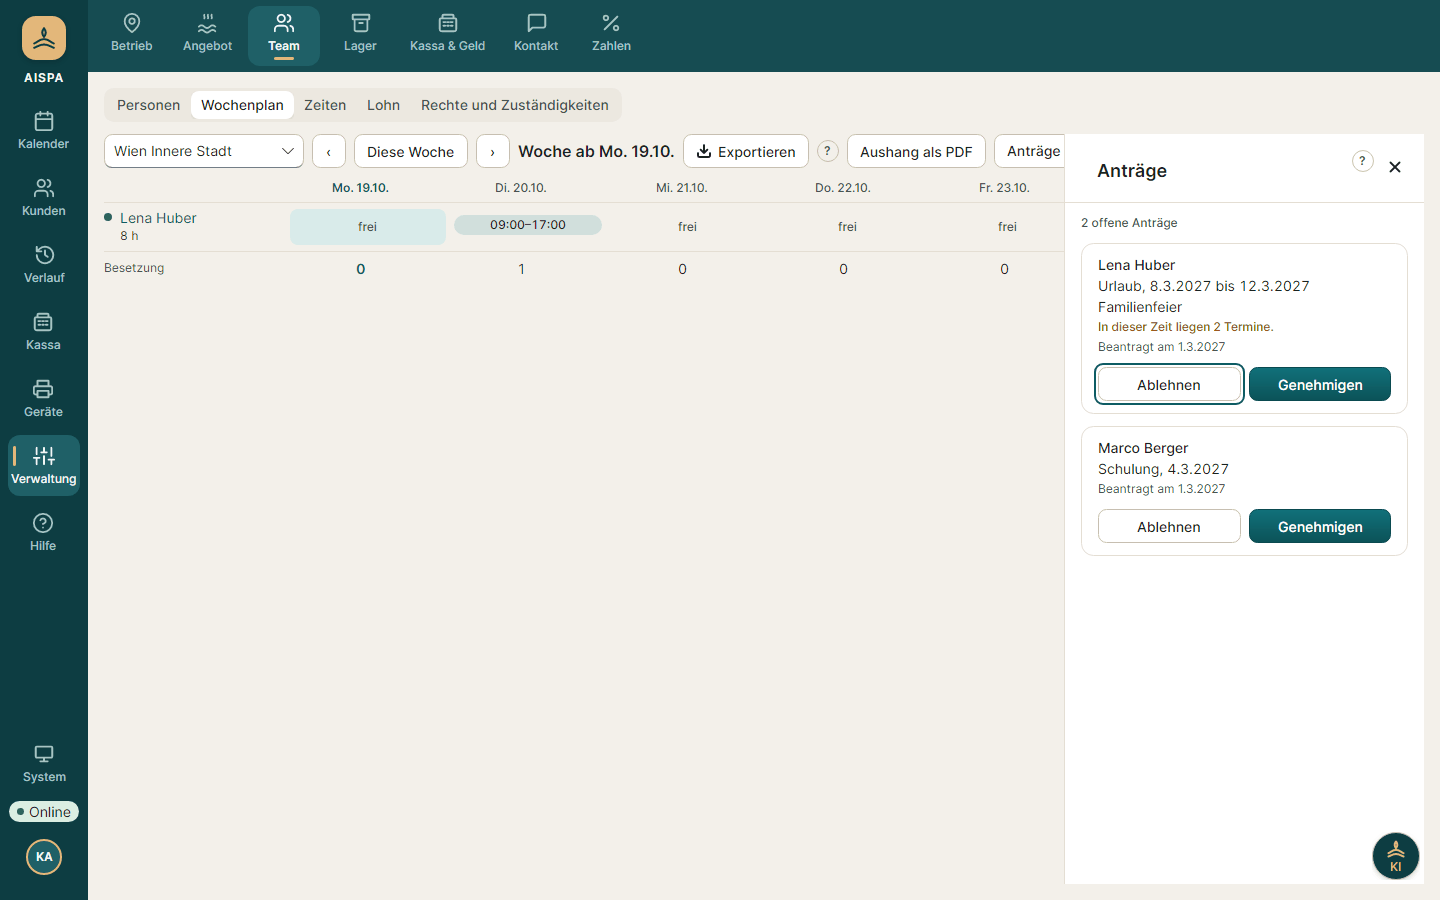 AISPA
Kalender
Kunden
Verlauf
Kassa
Geräte
Verwaltung
Hilfe
System
Online
KA
Betrieb
Angebot
Team
Lager
Kassa & Geld
Kontakt
Zahlen
Personen
Wochenplan
Zeiten
Lohn
Rechte und Zuständigkeiten
Wien Innere Stadt
‹
Diese Woche
›
Woche ab Mo. 19.10.
Exportieren
?
Aushang als PDF
Anträge
Mo. 19.10.
Di. 20.10.
Mi. 21.10.
Do. 22.10.
Fr. 23.10.
Lena Huber
8 h
frei
09:00–17:00
frei
frei
frei
Besetzung
0
1
0
0
0
Anträge
?
2 offene Anträge
Lena Huber
Urlaub, 8.3.2027 bis 12.3.2027
Familienfeier
In dieser Zeit liegen 2 Termine.
Beantragt am 1.3.2027
Ablehnen
Genehmigen
Marco Berger
Schulung, 4.3.2027
Beantragt am 1.3.2027
Ablehnen
Genehmigen
KI